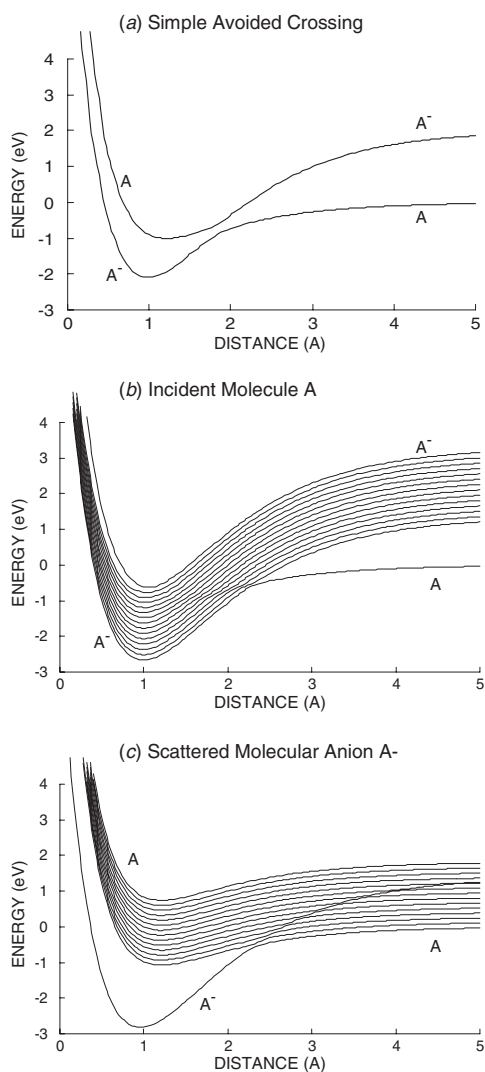 (a) Simple Avoided Crossing
4
3
2
1
0
-1
-2
-3
ENERGY (eV)
A⁻
A
A
A⁻
0 1 2 3 4 5
DISTANCE (A)
(b) Incident Molecule A
4
3
2
1
0
-1
-2
-3
ENERGY (eV)
A⁻
A
A⁻
0 1 2 3 4 5
DISTANCE (A)
(c) Scattered Molecular Anion A-
4
3
2
1
0
-1
-2
-3
ENERGY (eV)
A
A
A⁻
0 1 2 3 4 5
DISTANCE (A)